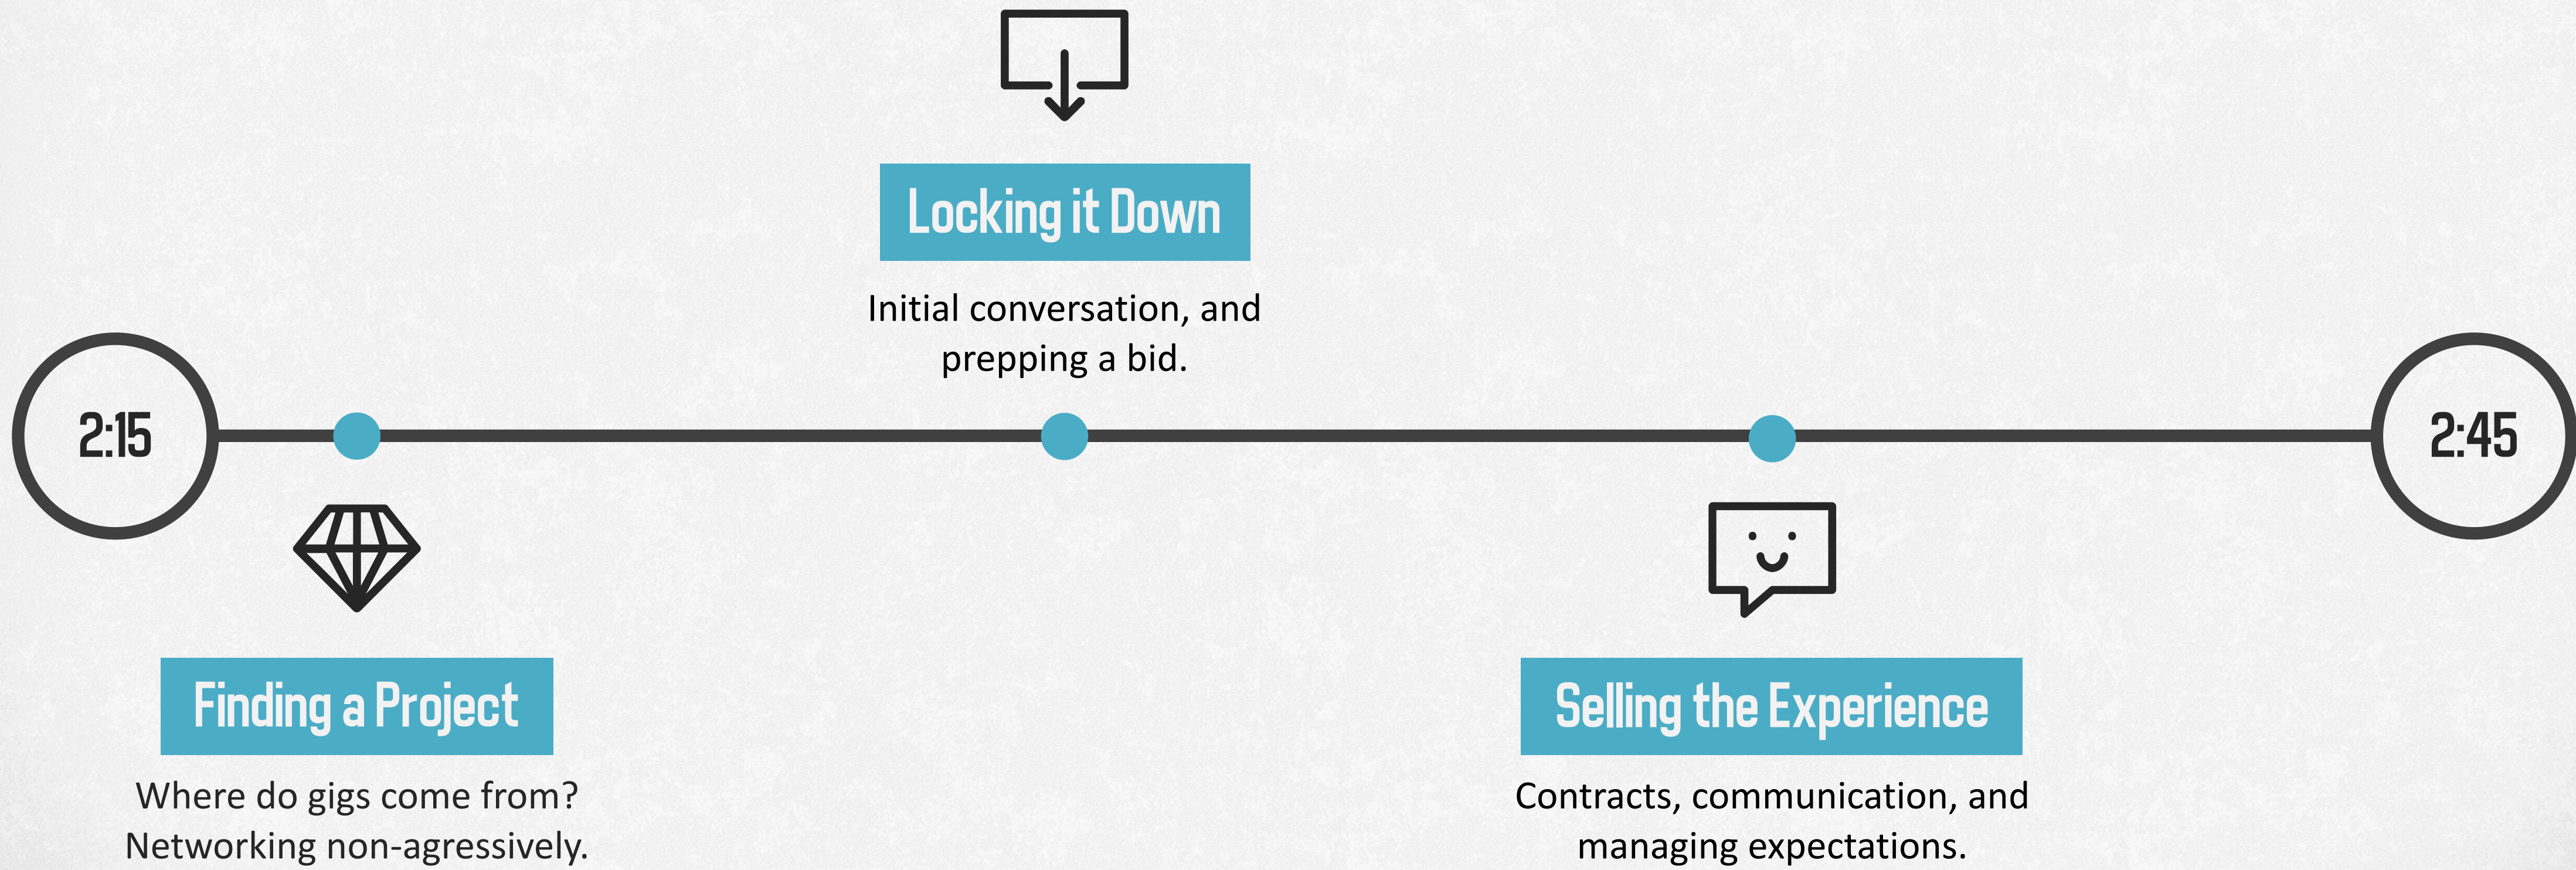 2:15
Finding a Project
Where do gigs come from?
Networking non-agressively.
Locking it Down
Initial conversation, and
prepping a bid.
Selling the Experience
Contracts, communication, and
managing expectations.
2:45